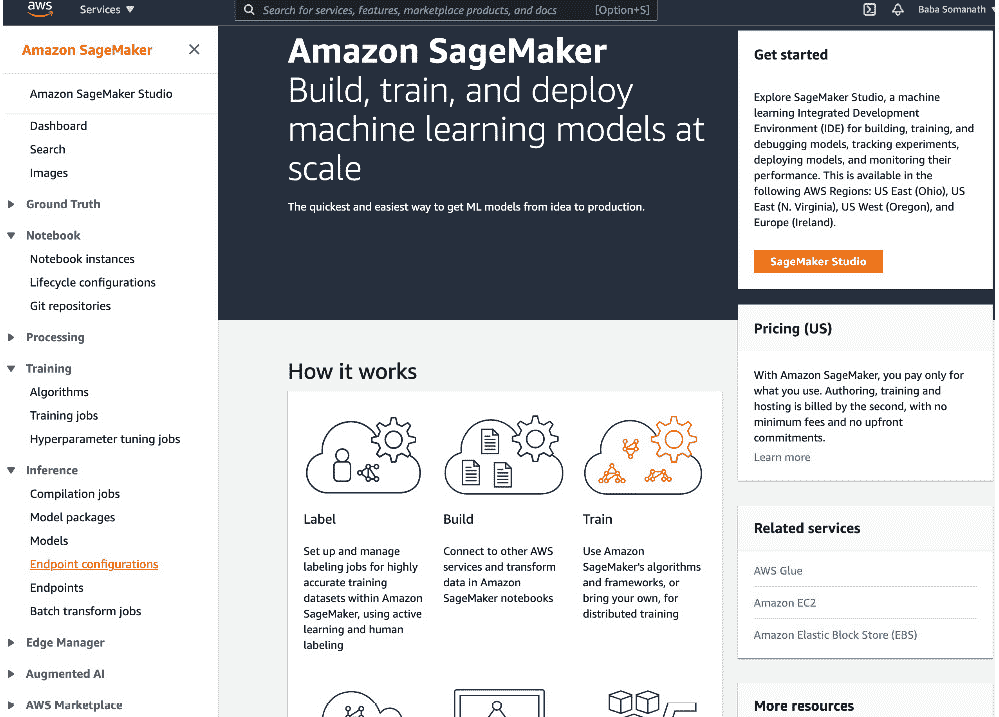 aws
Services
Search for services, features, marketplace products, and docs
[Option+S]
Baba Somanath
Amazon SageMaker
Amazon SageMaker Studio
Dashboard
Search
Images
Ground Truth
Notebook
Notebook instances
Lifecycle configurations
Git repositories
Processing
Training
Algorithms
Training jobs
Hyperparameter tuning jobs
Inference
Compilation jobs
Model packages
Models
Endpoint configurations
Endpoints
Batch transform jobs
Edge Manager
Augmented AI
AWS Marketplace
Amazon SageMaker
Build, train, and deploy
machine learning models at
scale
The quickest and easiest way to get ML models from idea to production.
How it works
Label
Set up and manage
labeling jobs for highly
accurate training
datasets within Amazon
SageMaker, using active
learning and human
labeling
Build
Connect to other AWS
services and transform
data in Amazon
SageMaker notebooks
Train
Use Amazon
SageMaker's algorithms
and frameworks, or
bring your own, for
distributed training
Get started
Explore SageMaker Studio, a machine
learning Integrated Development
Environment (IDE) for building, training, and
debugging models, tracking experiments,
deploying models, and monitoring their
performance. This is available in the
following AWS Regions: US East (Ohio), US
East (N. Virginia), US West (Oregon), and
Europe (Ireland).
SageMaker Studio
Pricing (US)
With Amazon SageMaker, you pay only for
what you use. Authoring, training and
hosting is billed by the second, with no
minimum fees and no upfront
commitments.
Learn more
Related services
AWS Glue
Amazon EC2
Amazon Elastic Block Store (EBS)
More resources